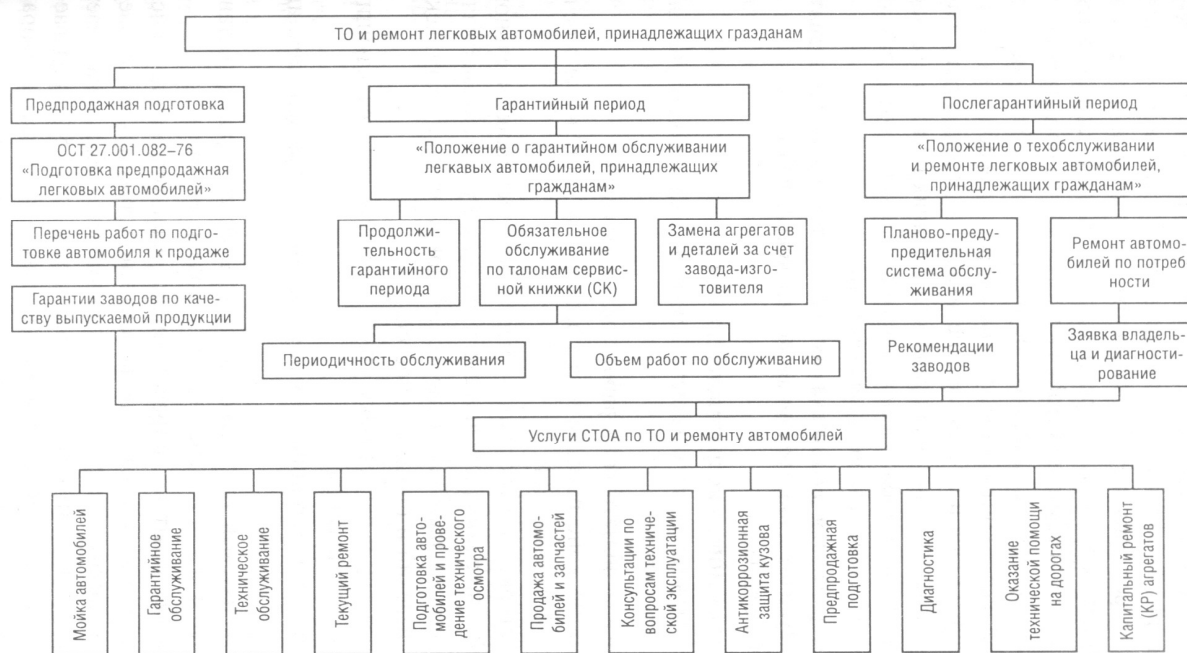 ТО и ремонт легковых автомобилей, принадлежащих граэданам
Предпродажная подготовка
Гарантийный период
Послегарантийный период
ОСТ 27.001.082–76
«Подготовка предпродажная
легковых автомобилей»
«Положение о гарантийном обслуживании
легкавых автомобилей, принадлежащих
гражданам»
«Положение о техобслуживании
и ремонте легковых автомобилей,
принадлежащих гражданам»
Перечень работ по подго-
товке автомобиля к продаже
Продолжи-
тельность
гарантийного
периода
Обязательное
обслуживание
по талонам сервис-
ной книжки (СК)
Замена агрегатов
и деталей за счет
завода-изго-
товителя
Планово-преду-
упредительная
система обслу-
живания
Ремонт автомо-
билей по потреб-
ности
Гарантии заводов по каче-
ству выпускаемой продукции
Периодичность обслуживания
Объем работ по обслуживанию
Рекомендации
заводов
Заявка владель-
ца и диагности-
рование
Услуги СТОА по ТО и ремонту автомобилей
Мойка автомобилей
Гарантийное
обслуживание
Техническое
обслуживание
Текущий ремонт
Подготовка авто-
мобилей и прове-
дение технического
осмотра
Продажа автомо-
билей и запчастей
Консультации по
вопросам техниче-
ской эксплуатации
Антикоррозионная
защита кузова
Предпродажная
подготовка
Диагностика
Оказание
технической помощи
на дорогах
Капитальный ремонт
(КР) агрегатов